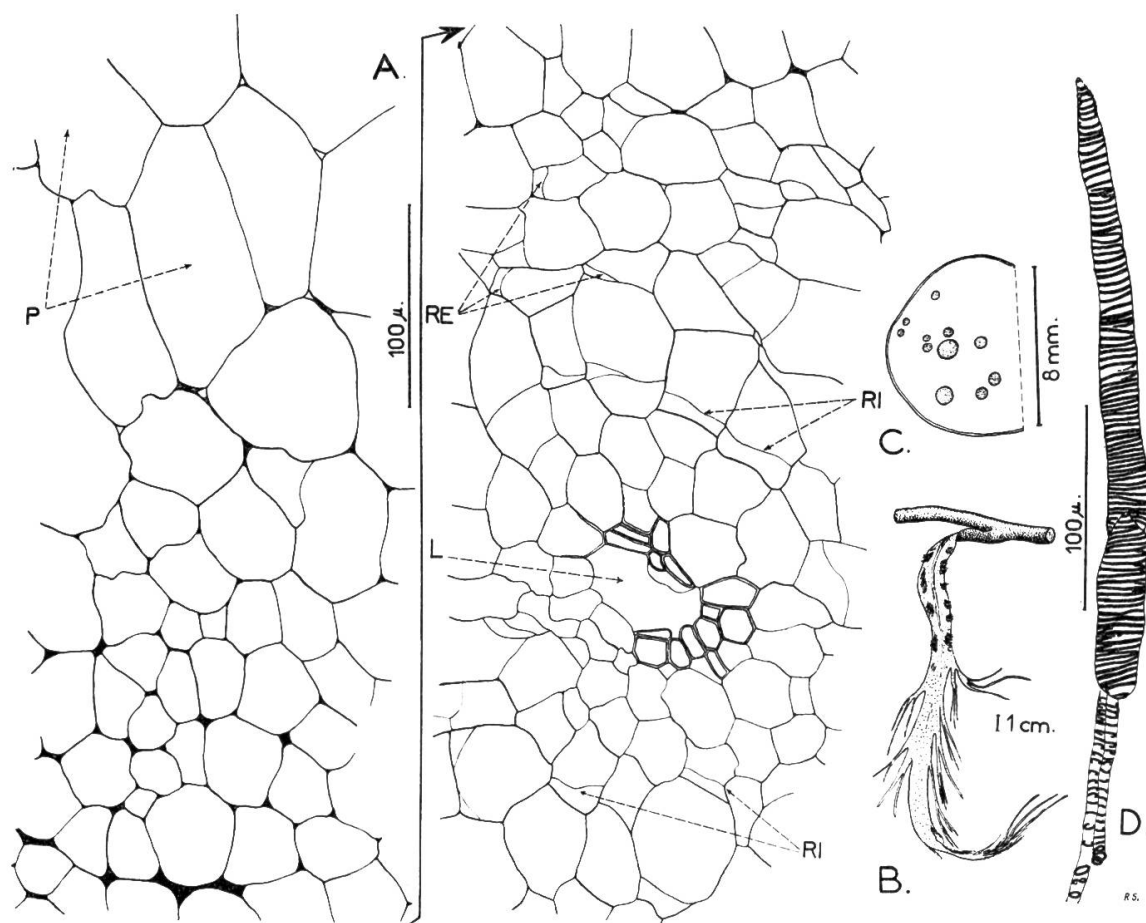 A.
P
100 μ.
RE
RI
L
RI
C.
8 mm.
100 μ.
1 cm.
B.
D
R S.